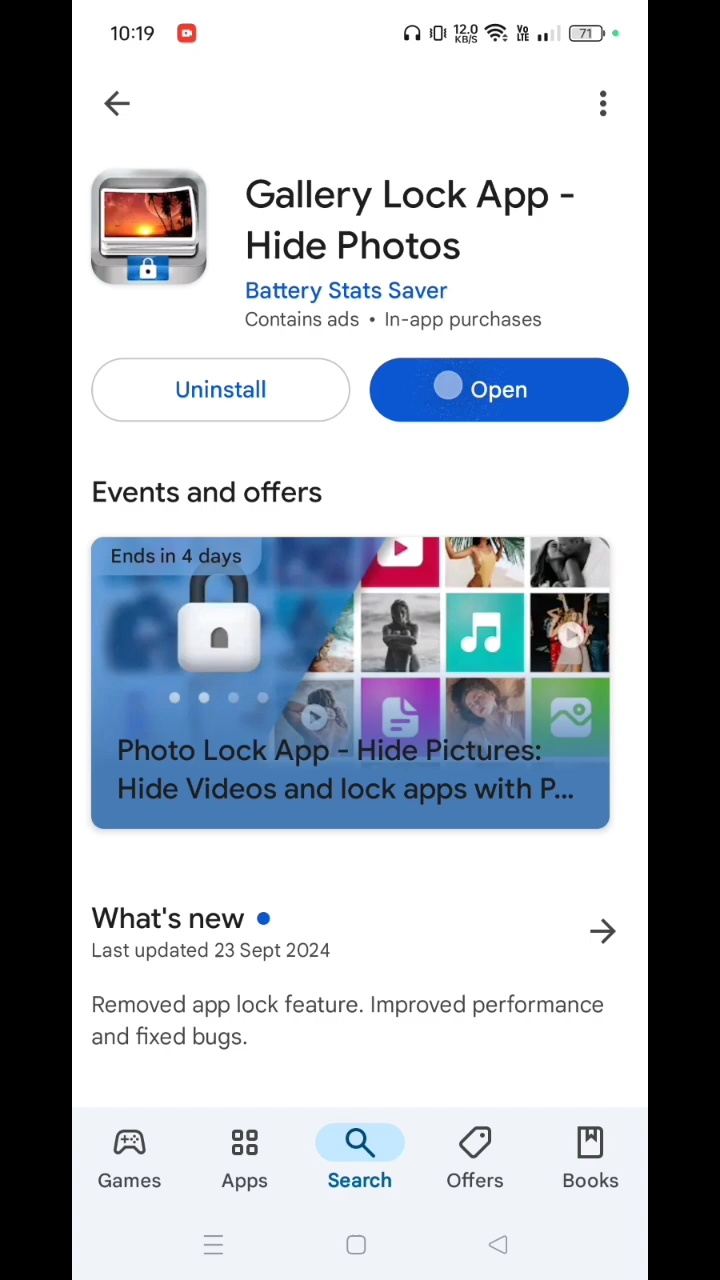 10:19
12.0
KB/S
VO
LTE
71
Gallery Lock App -
Hide Photos
Battery Stats Saver
Contains ads • In-app purchases
Uninstall
Open
Events and offers
Ends in 4 days
Photo Lock App - Hide Pictures:
Hide Videos and lock apps with P...
What's new
Last updated 23 Sept 2024
Removed app lock feature. Improved performance
and fixed bugs.
Games
Apps
Search
Offers
Books